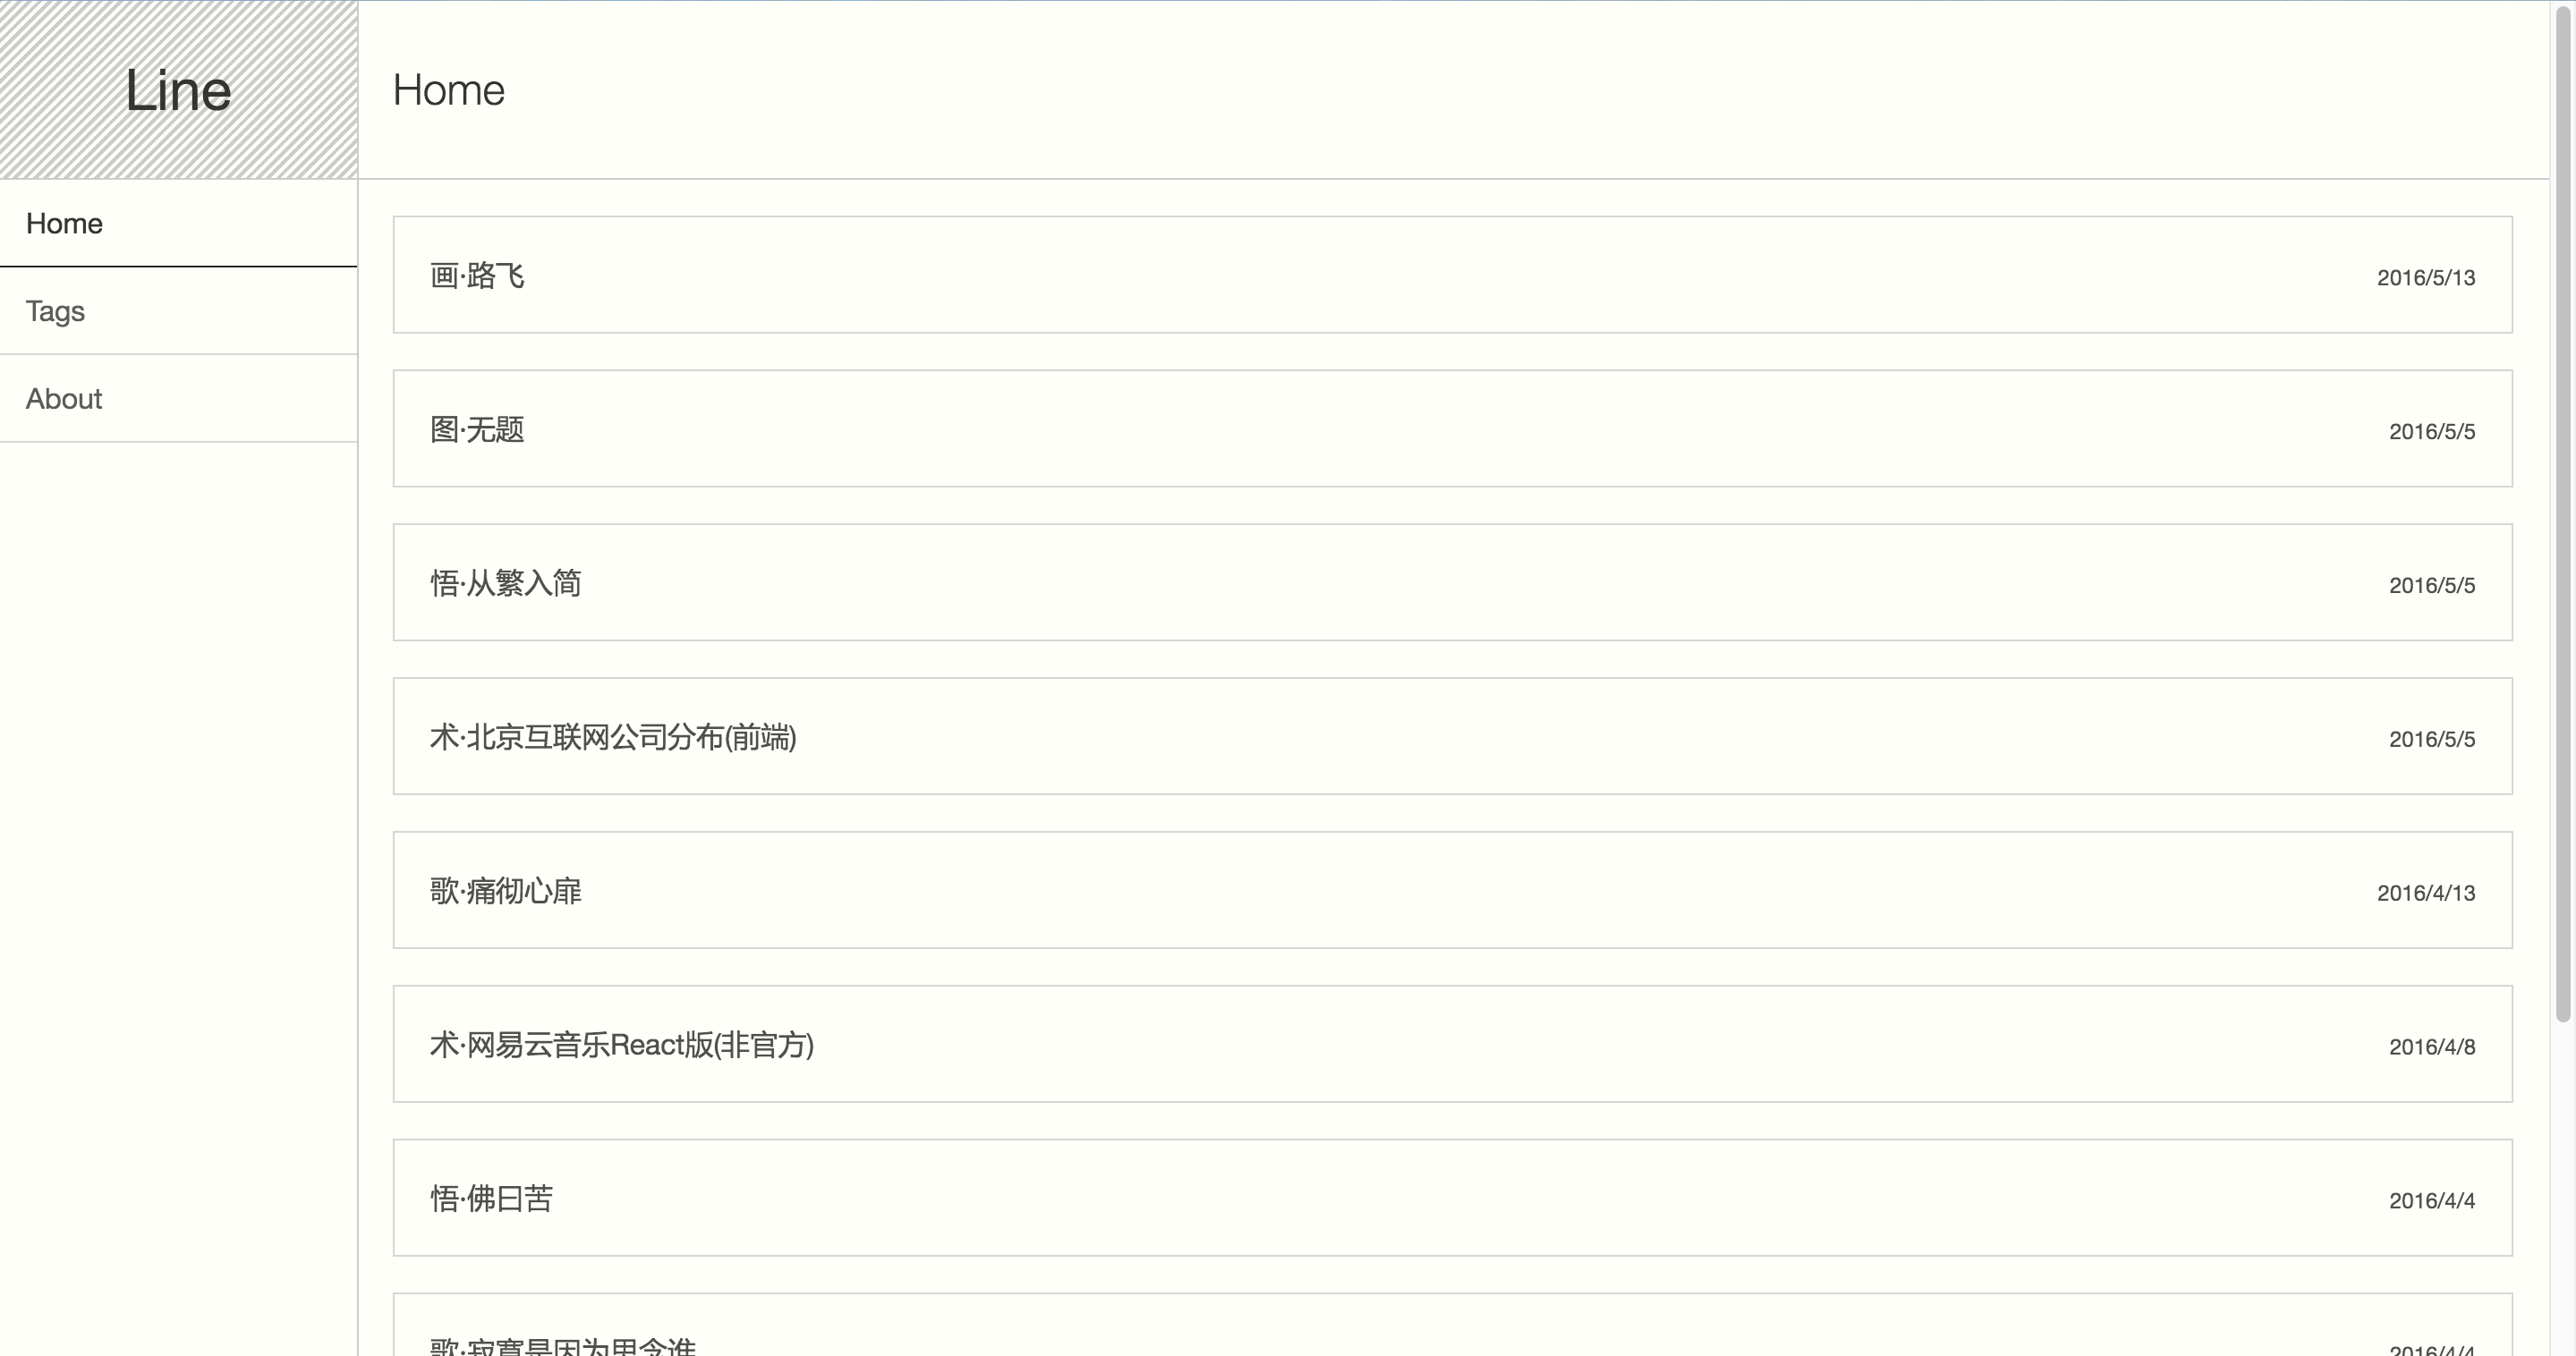 Line
Home
Home
Tags
About
画·路飞
2016/5/13
图·无题
2016/5/5
悟·从繁入简
2016/5/5
术·北京互联网公司分布(前端)
2016/5/5
歌·痛彻心扉
2016/4/13
术·网易云音乐React版(非官方)
2016/4/8
悟·佛曰苦
2016/4/4
歌·寂寞是因为思念谁
2016/4/4